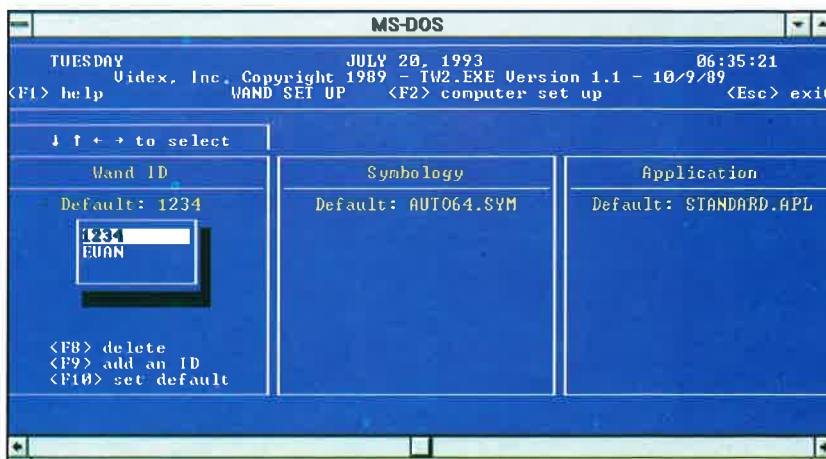 MS-DOS
TUESDAY JULY 20, 1993 06:35:21
Videx, Inc. Copyright 1989 - TW2.EXE Version 1.1 - 10/9/89
<F1> help WAND SET UP <F2> computer set up <Esc> exi
↓ ↑ ← → to select
Wand ID Symbology Application
Default: 1234 Default: AUTO64.SYM Default: STANDARD.APL
1234
EVAN
<F8> delete
<F9> add an ID
<F10> set default